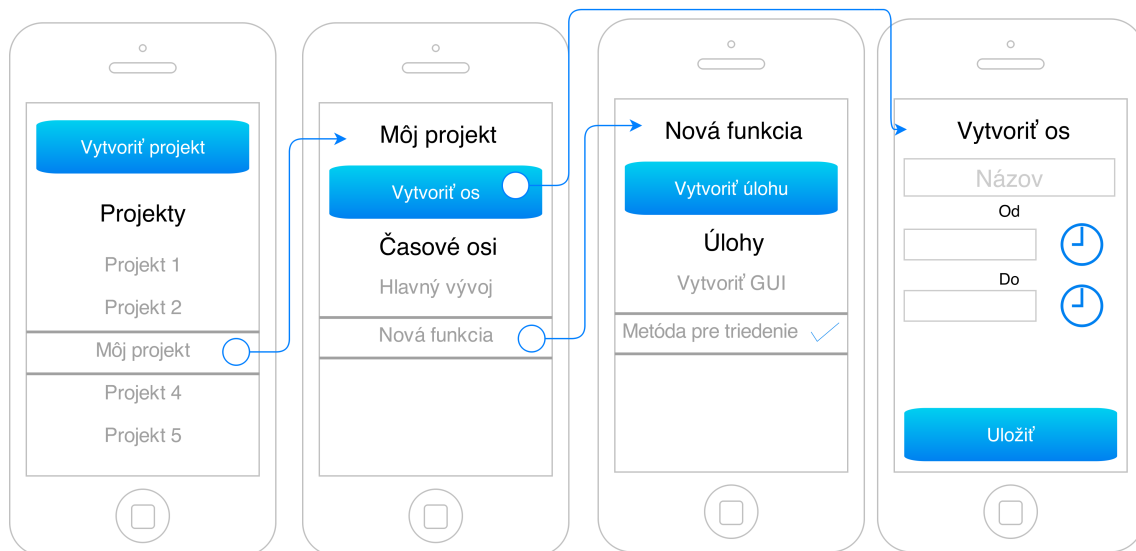 Vytvoriť projekt
Projekty
Projekt 1
Projekt 2
Môj projekt
Projekt 4
Projekt 5
Môj projekt
Vytvoriť os
Časové osi
Hlavný vývoj
Nová funkcia
Nová funkcia
Vytvoriť úlohu
Úlohy
Vytvoriť GUI
Metóda pre triedenie
Vytvoriť os
Názov
Od
Do
Uložiť